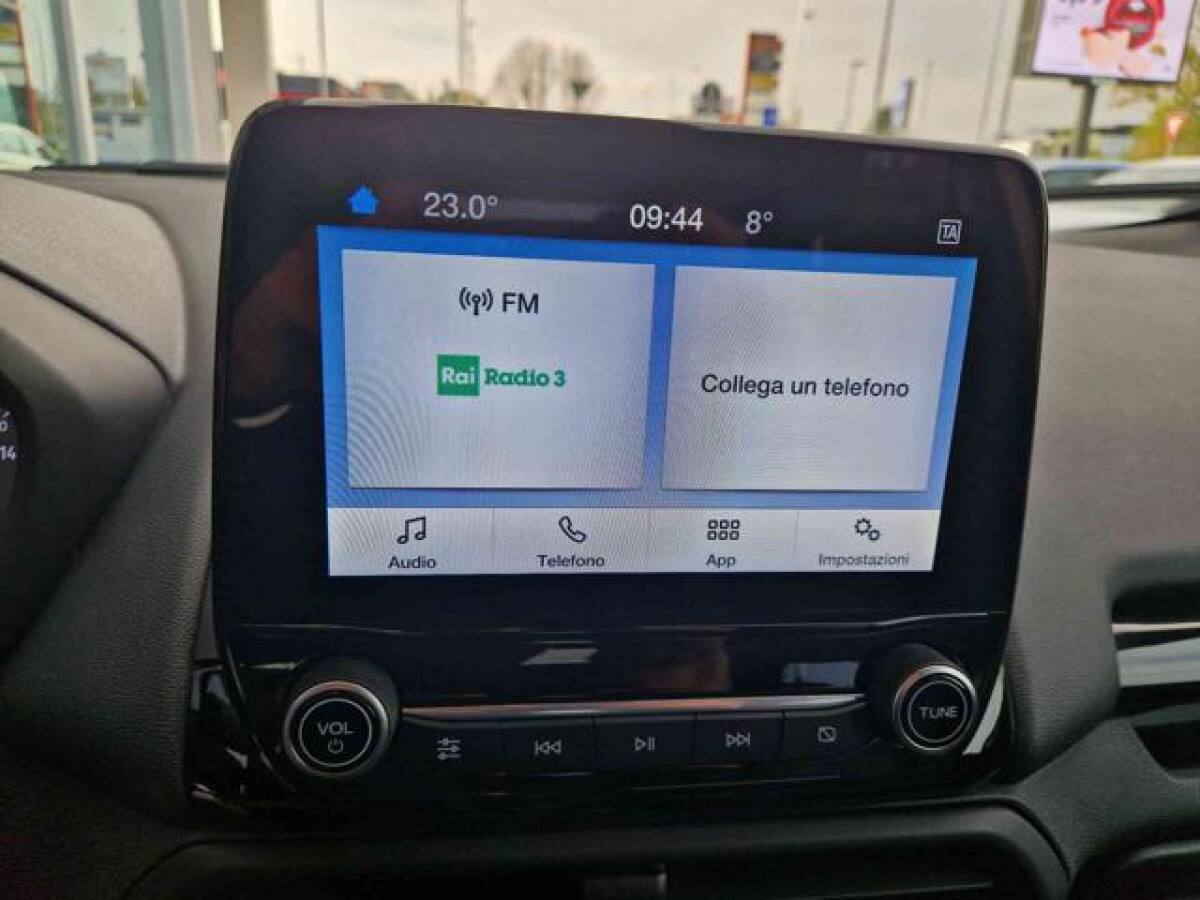 23.0°
09:44
8°
TA
FM
Rai Radio 3
Collega un telefono
Audio
Telefono
App
Impostazioni
VOL
TUNE
14